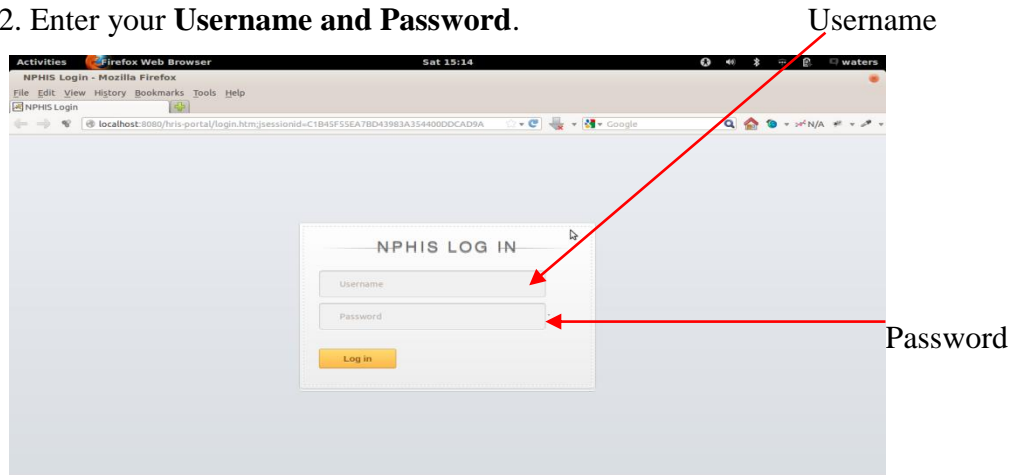 2. Enter your Username and Password.
Username
Activities Firefox Web Browser Sat 15:14 waters
NPHIS Login - Mozilla Firefox
File Edit View History Bookmarks Tools Help
NPHIS Login
localhost:8080/hris-portal/login.htm;jsessionid=C1B45F55EA7BD43983A354400DDCAD9A Google N/A
NPHIS LOG IN
Username
Password
Password
Log in